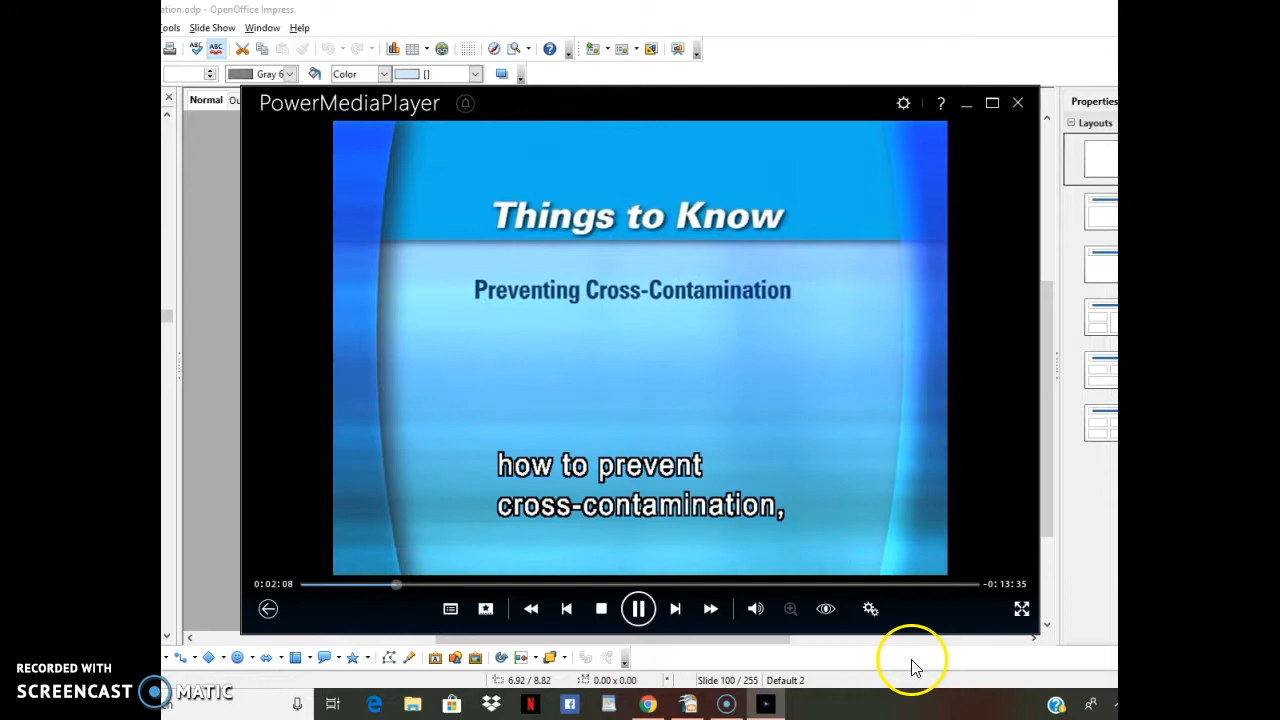 ation.odp - OpenOffice Impress
ools Slide Show Window Help
Gray 6 Color []
Normal Ou
PowerMediaPlayer
Properties
Layouts
Things to Know
Preventing Cross-Contamination
how to prevent
cross-contamination,
0:02:08
-0:13:35
6.92 / 8.82 0.00 x 0.00 * Slide 100 / 255 Default 2
RECORDED WITH
SCREENCAST MATIC